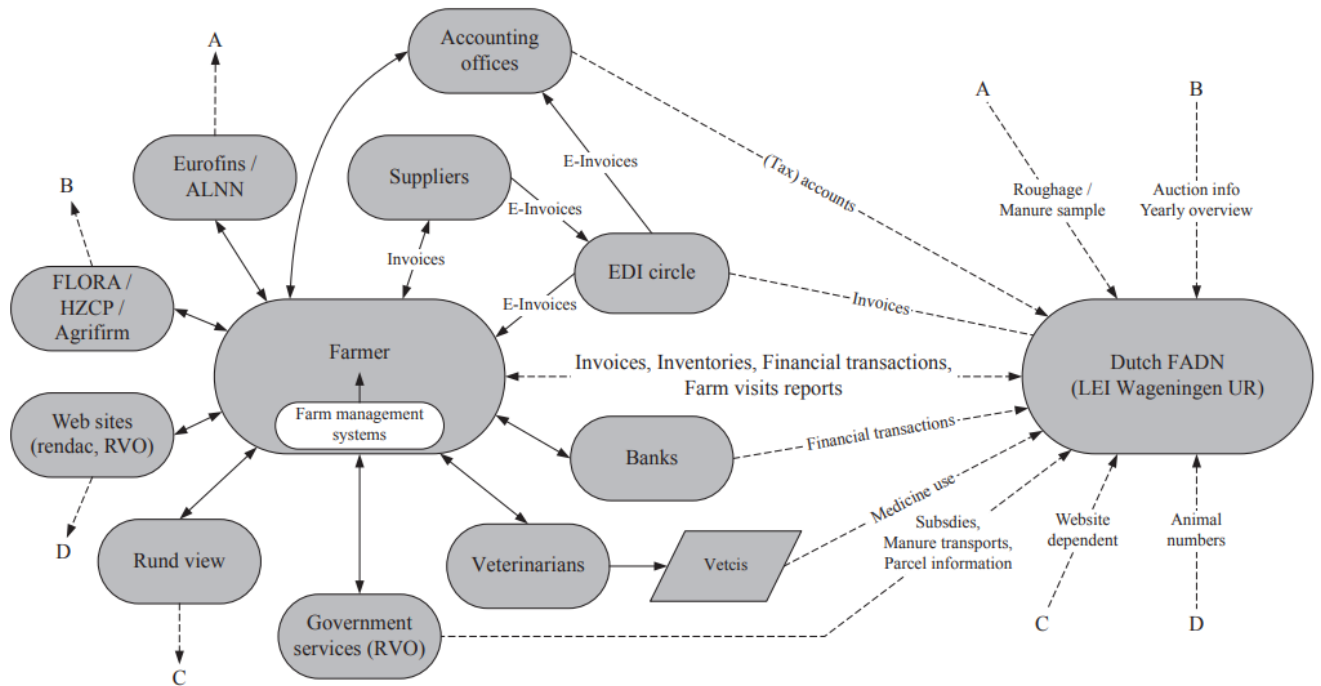 A
Accounting
offices
A
B
Eurofins /
ALNN
Suppliers
E-Invoices
(Tax) accounts
B
E-Invoices
Roughage /
Manure sample
Auction info
Yearly overview
Invoices
EDI circle
FLORA /
HZCP /
Agrifirm
E-Invoices
Invoices
Farmer
Invoices, Inventories, Financial transactions,
Farm visits reports
Dutch FADN
(LEI Wageningen UR)
Farm management
systems
Web sites
(rendac, RVO)
Banks
Financial transactions
Medicine use
D
Rund view
Veterinarians
Vetcis
Subsdies,
Manure transports,
Parcel information
Website
dependent
Animal
numbers
Government
services (RVO)
C
D
C